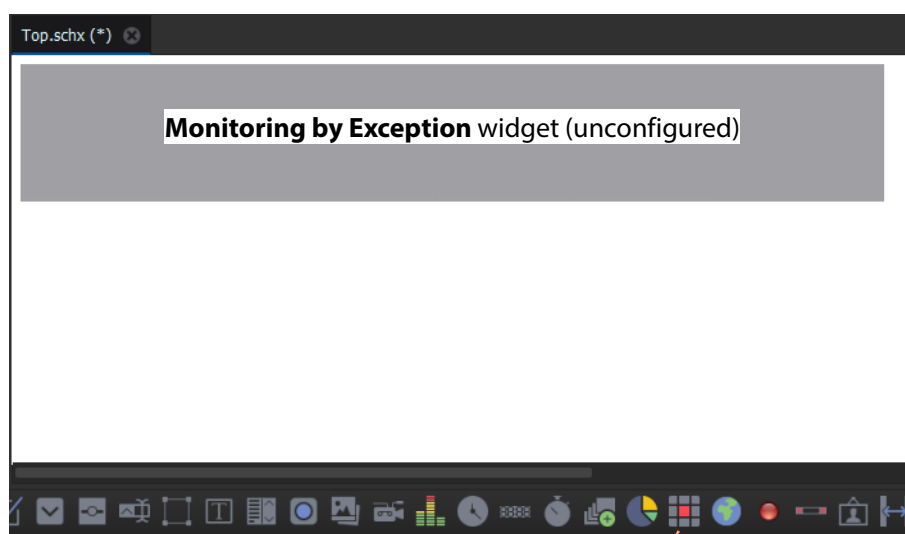 Top.schx (*)
Monitoring by Exception widget (unconfigured)